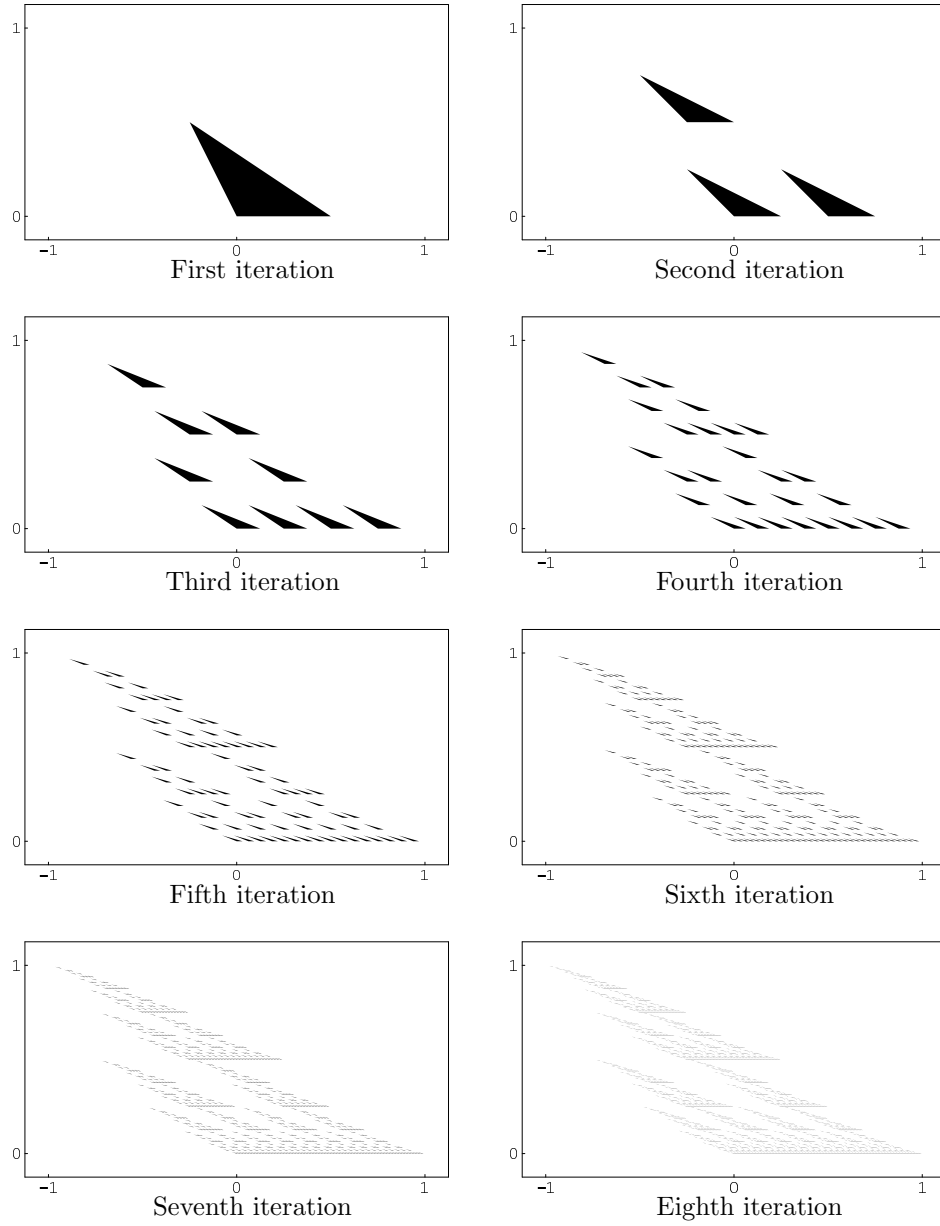 1
0
−1 0 1
First iteration
1
0
−1 0 1
Second iteration
1
0
−1 0 1
Third iteration
1
0
−1 0 1
Fourth iteration
1
0
−1 0 1
Fifth iteration
1
0
−1 0 1
Sixth iteration
1
0
−1 0 1
Seventh iteration
1
0
−1 0 1
Eighth iteration